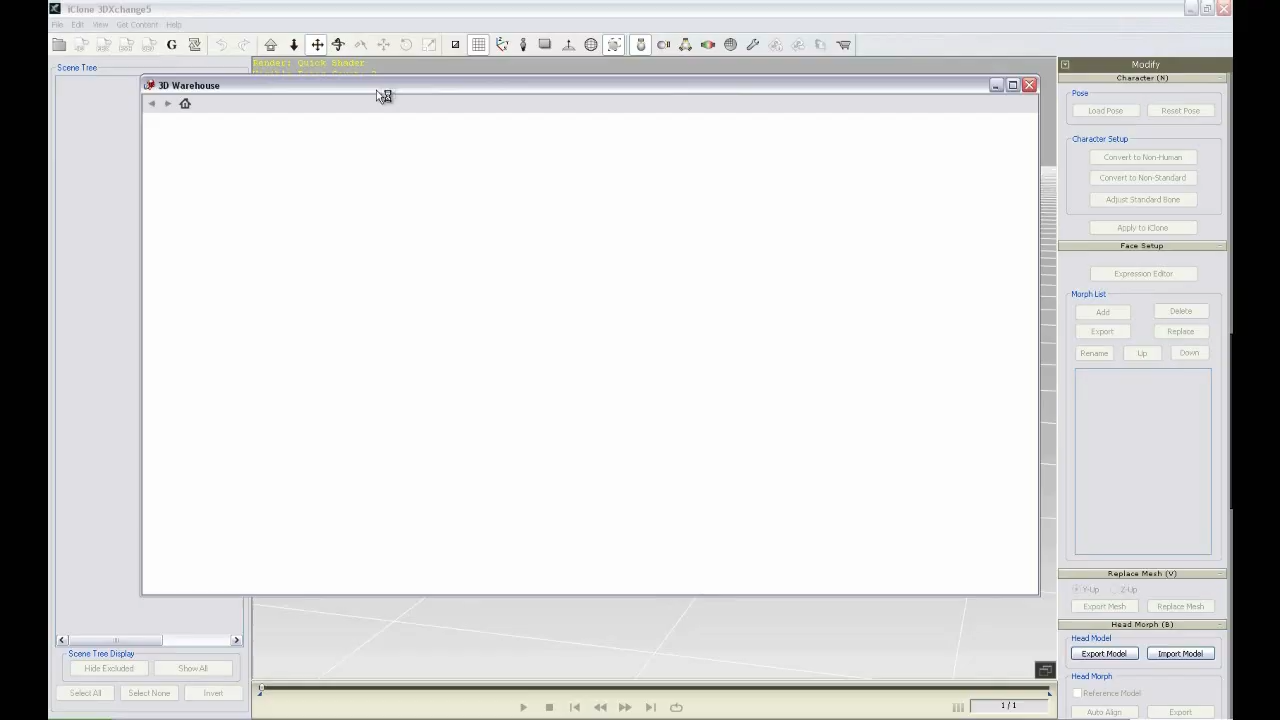 iClone 3DXchange5
File Edit View Get Content Help
G
Scene Tree
Render: Quick Shader
3D Warehouse
Modify
Character (N)
Pose
Load Pose Reset Pose
Character Setup
Convert to Non-Human
Convert to Non-Standard
Adjust Standard Bone
Apply to iClone
Face Setup
Expression Editor
Morph List
Add Delete
Export Replace
Rename Up Down
Replace Mesh (V)
Y-Up Z-Up
Export Mesh Replace Mesh
Head Morph (B)
Head Model
Export Model Import Model
Head Morph
Reference Model
Auto Align Export
Scene Tree Display
Hide Excluded Show All
Select All Select None Invert
1 / 1